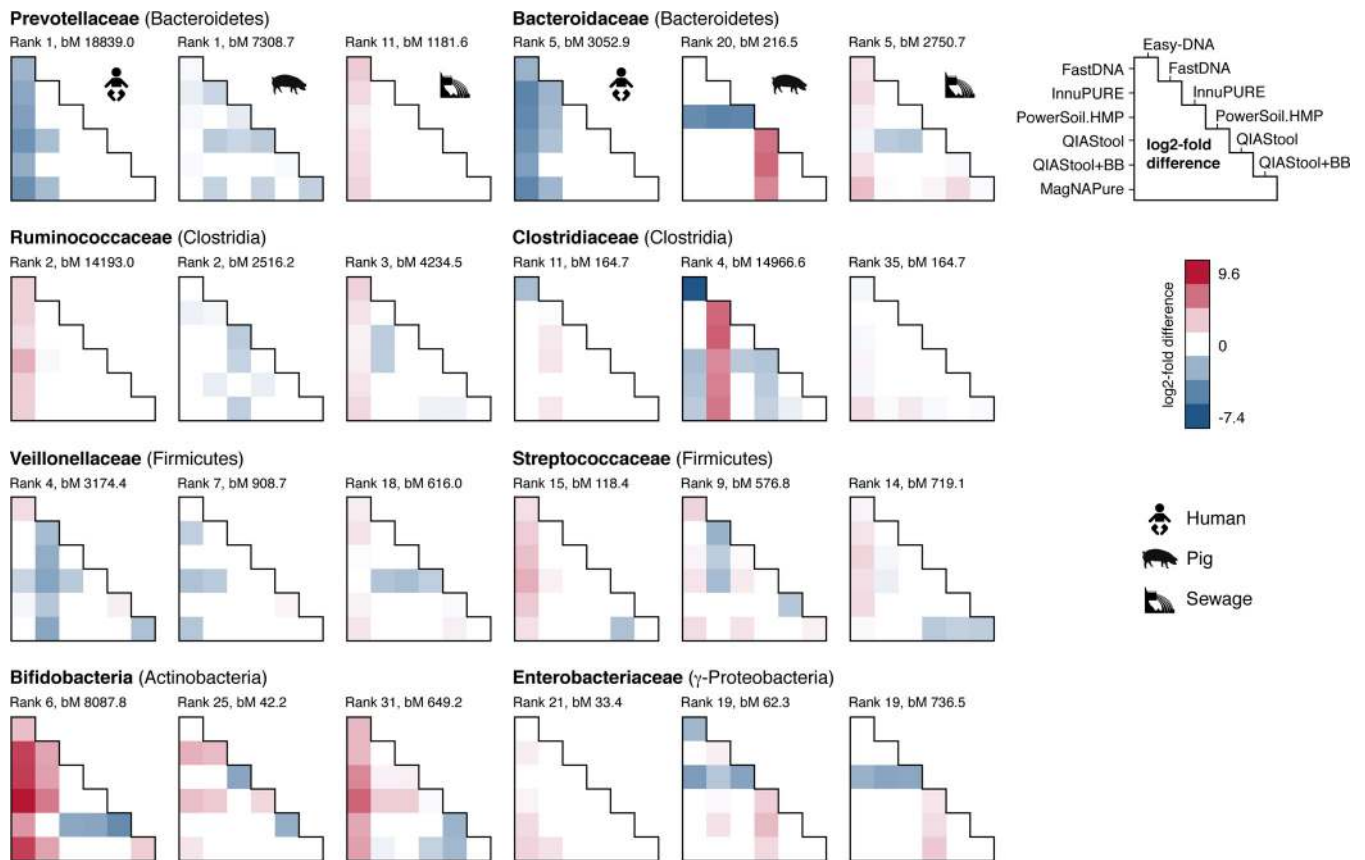 Prevotellaceae (Bacteroidetes)
Rank 1, bM 18839.0
Rank 1, bM 7308.7
Rank 11, bM 1181.6
Bacteroidaceae (Bacteroidetes)
Rank 5, bM 3052.9
Rank 20, bM 216.5
Rank 5, bM 2750.7
Easy-DNA
FastDNA
FastDNA
InnuPURE
InnuPURE
PowerSoil.HMP
PowerSoil.HMP
QIAStool
QIAStool
QIAStool+BB
QIAStool+BB
MagNAPure
log2-fold
difference
Ruminococcaceae (Clostridia)
Rank 2, bM 14193.0
Rank 2, bM 2516.2
Rank 3, bM 4234.5
Clostridiaceae (Clostridia)
Rank 11, bM 164.7
Rank 4, bM 14966.6
Rank 35, bM 164.7
log2-fold difference
9.6
0
-7.4
Veillonellaceae (Firmicutes)
Rank 4, bM 3174.4
Rank 7, bM 908.7
Rank 18, bM 616.0
Streptococcaceae (Firmicutes)
Rank 15, bM 118.4
Rank 9, bM 576.8
Rank 14, bM 719.1
Human
Pig
Sewage
Bifidobacteria (Actinobacteria)
Rank 6, bM 8087.8
Rank 25, bM 42.2
Rank 31, bM 649.2
Enterobacteriaceae (γ-Proteobacteria)
Rank 21, bM 33.4
Rank 19, bM 62.3
Rank 19, bM 736.5